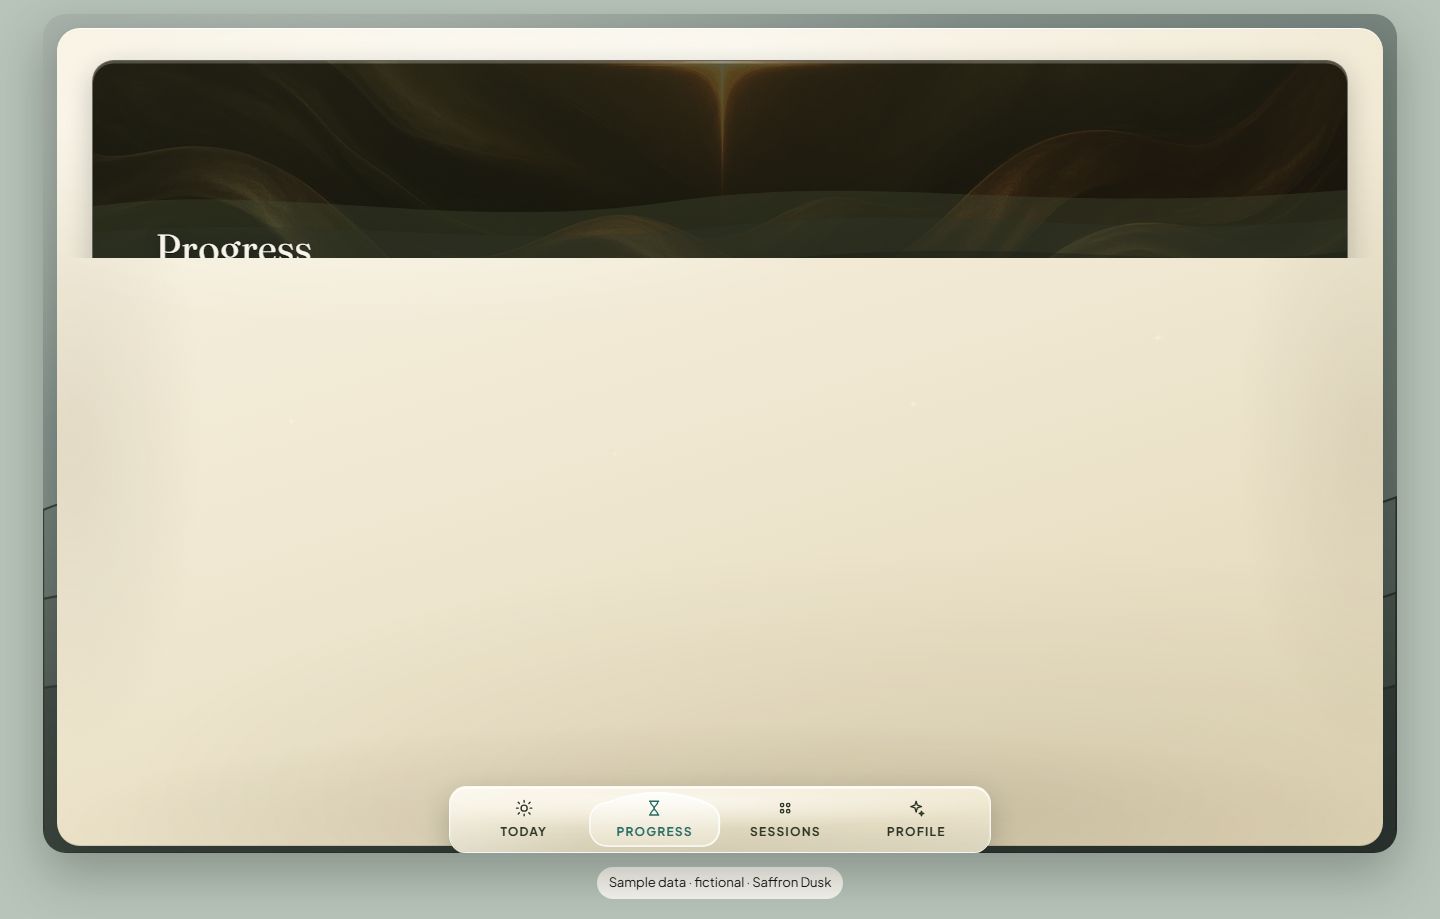 Progress
TODAY
PROGRESS
SESSIONS
PROFILE
Sample data · fictional · Saffron Dusk